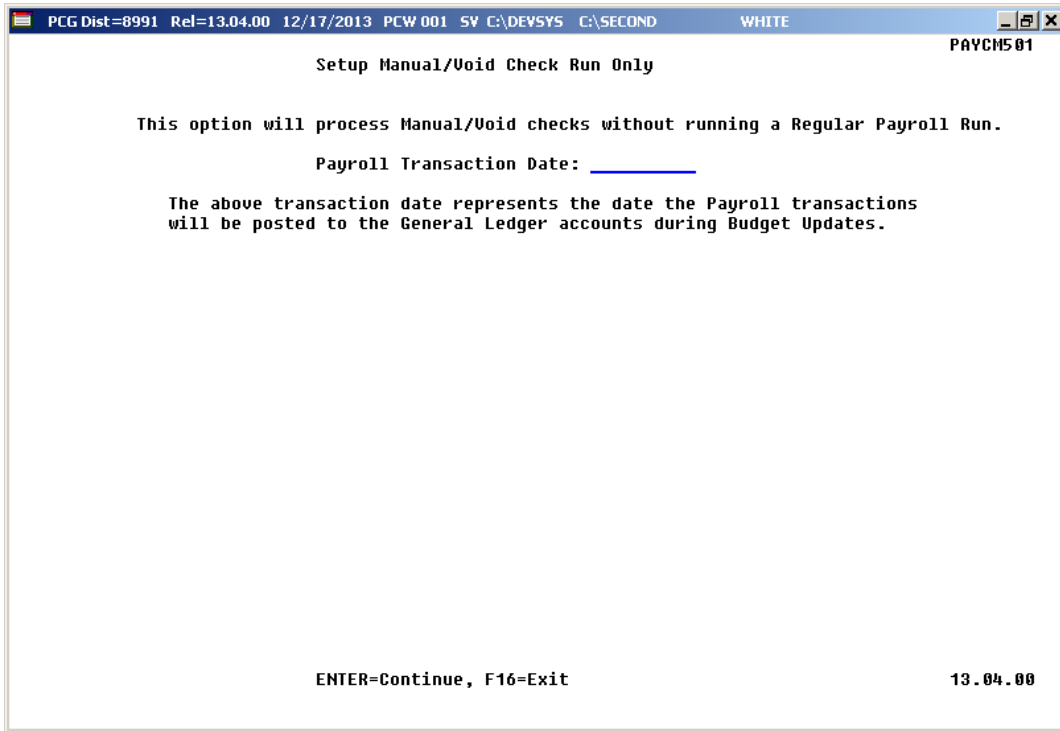 PCG Dist=8991 Rel=13.04.00 12/17/2013 PCW 001 SV C:\DEVSYS C:\SECOND WHITE
PAYCM501
Setup Manual/Void Check Run Only
This option will process Manual/Void checks without running a Regular Payroll Run.
Payroll Transaction Date:
The above transaction date represents the date the Payroll transactions
will be posted to the General Ledger accounts during Budget Updates.
ENTER=Continue, F16=Exit 13.04.00